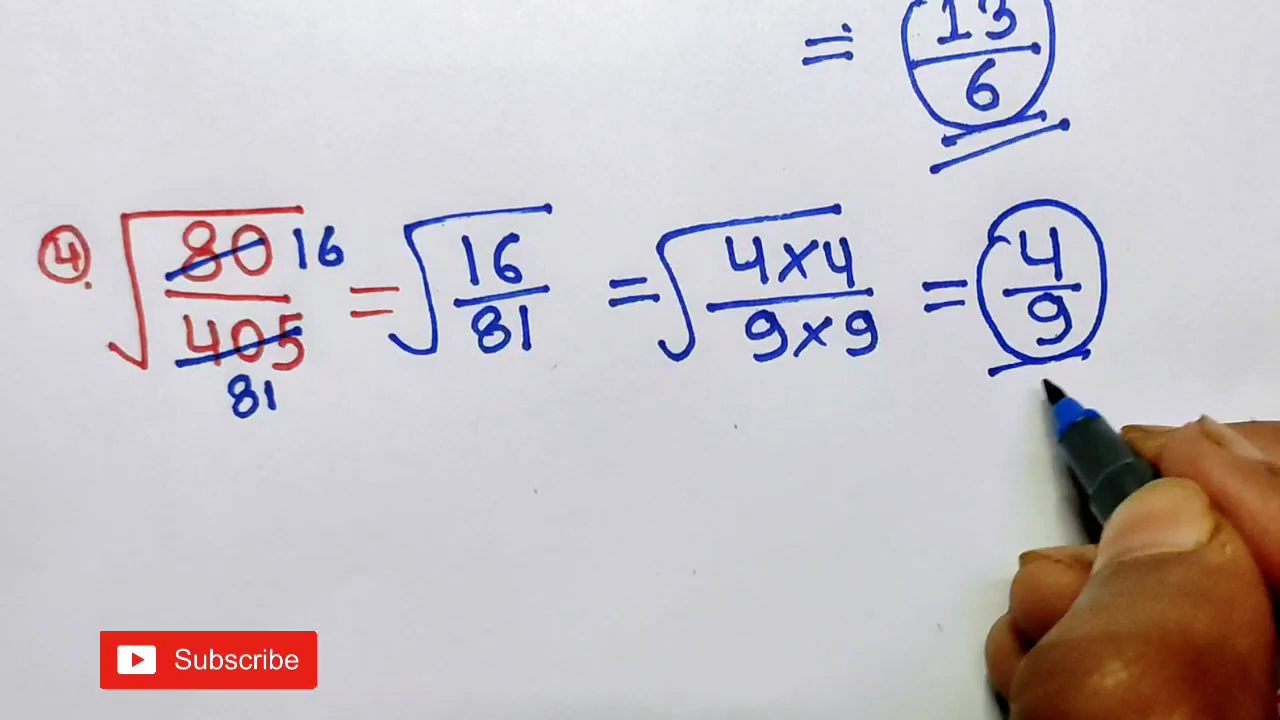 = 13/6
④. √(80/405) 16 81 = √(16/81) = √(4×4/9×9) = 4/9
Subscribe